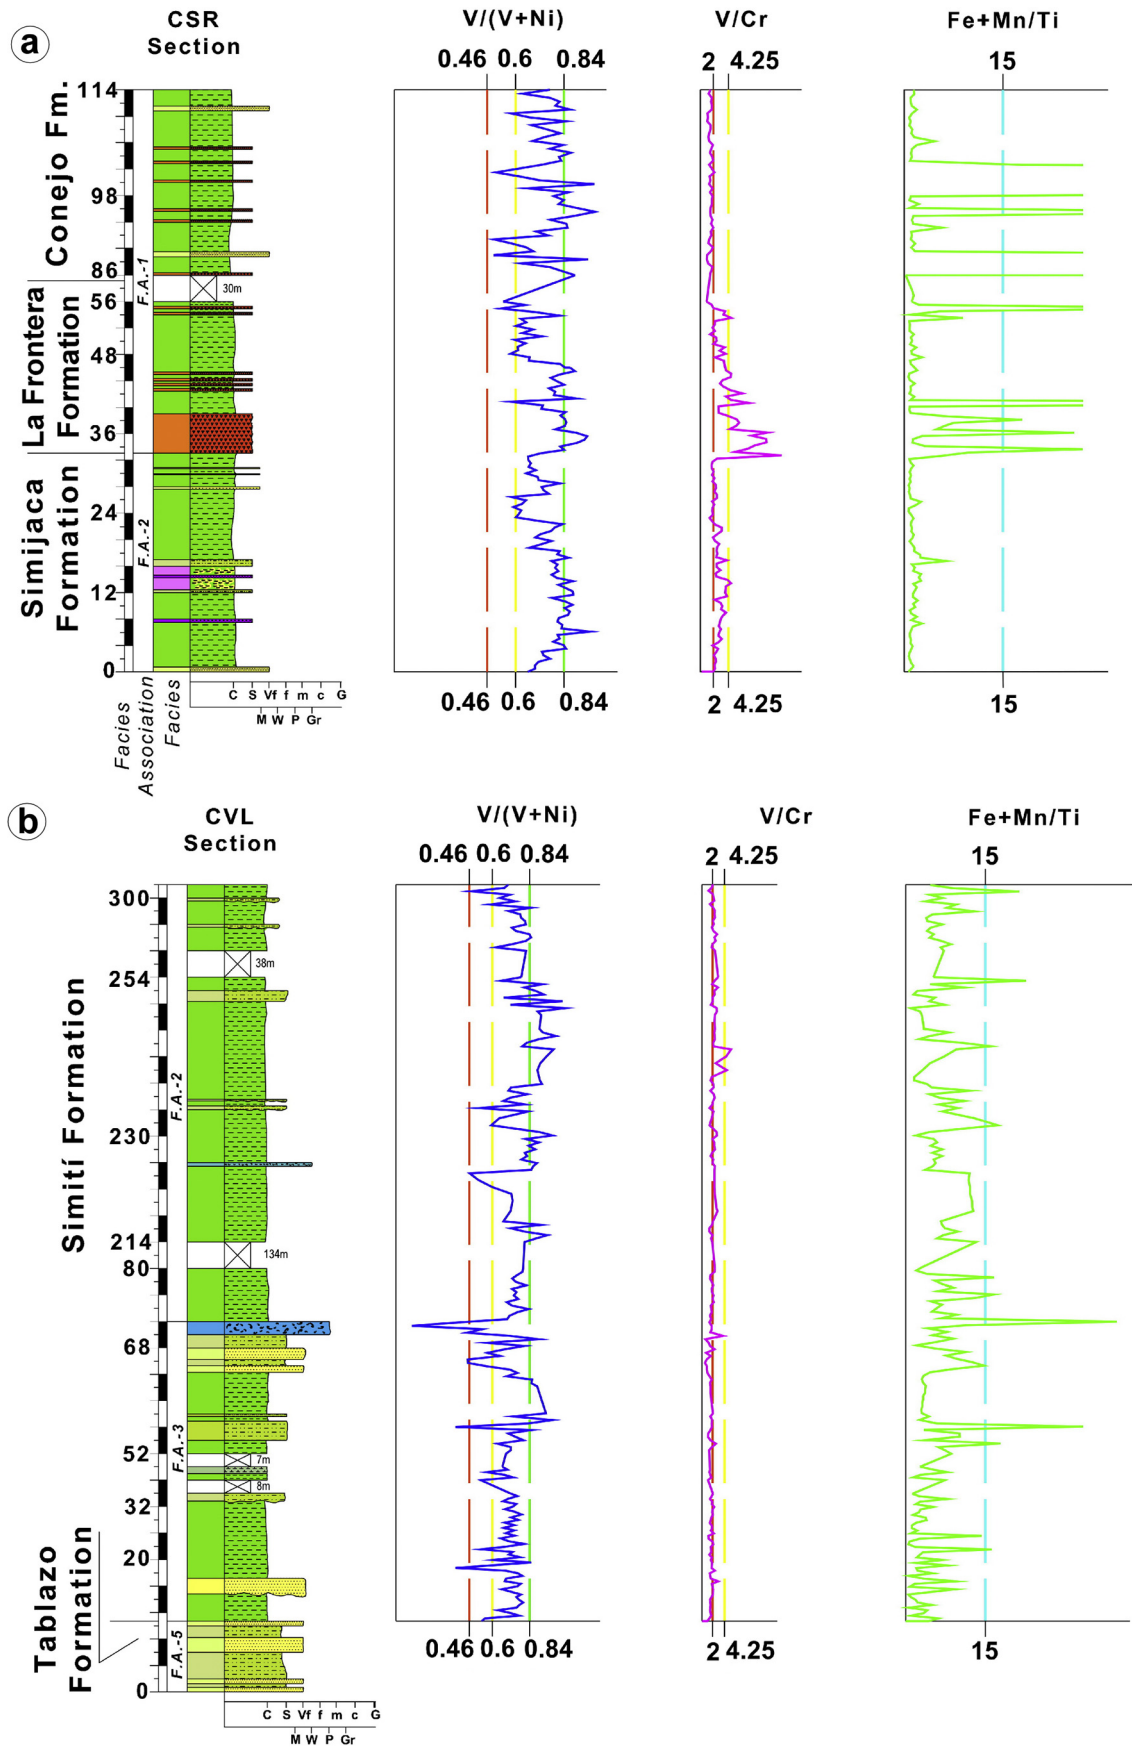 a
CSR
Section
V/(V+Ni)
V/Cr
Fe+Mn/Ti
0.46 0.6 0.84
2 4.25
15
114
98
86
56
48
36
24
12
0
Conejo Fm.
La Frontera
Formation
Simijaca
Formation
F.A.-1
F.A.-2
30m
Facies
Association
Facies
C S Vf f m c G
M W P Gr
0.46 0.6 0.84
2 4.25
15
b
CVL
Section
V/(V+Ni)
V/Cr
Fe+Mn/Ti
0.46 0.6 0.84
2 4.25
15
300
254
230
214
80
68
52
32
20
0
Simití Formation
Tablazo
Formation
F.A.-2
F.A.-3
F.A.-5
38m
134m
7m
8m
C S Vf f m c G
M W P Gr
0.46 0.6 0.84
2 4.25
15